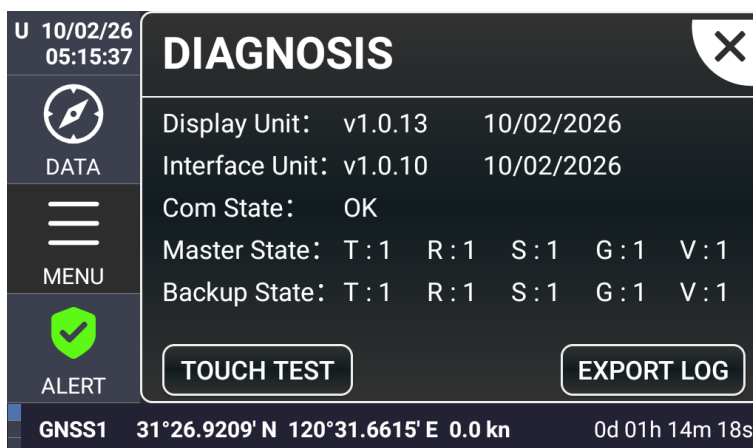 U 10/02/26
05:15:37
DIAGNOSIS
DATA
MENU
ALERT
Display Unit: v1.0.13 10/02/2026
Interface Unit: v1.0.10 10/02/2026
Com State: OK
Master State: T : 1 R : 1 S : 1 G : 1 V : 1
Backup State: T : 1 R : 1 S : 1 G : 1 V : 1
TOUCH TEST
EXPORT LOG
GNSS1 31°26.9209' N 120°31.6615' E 0.0 kn 0d 01h 14m 18s